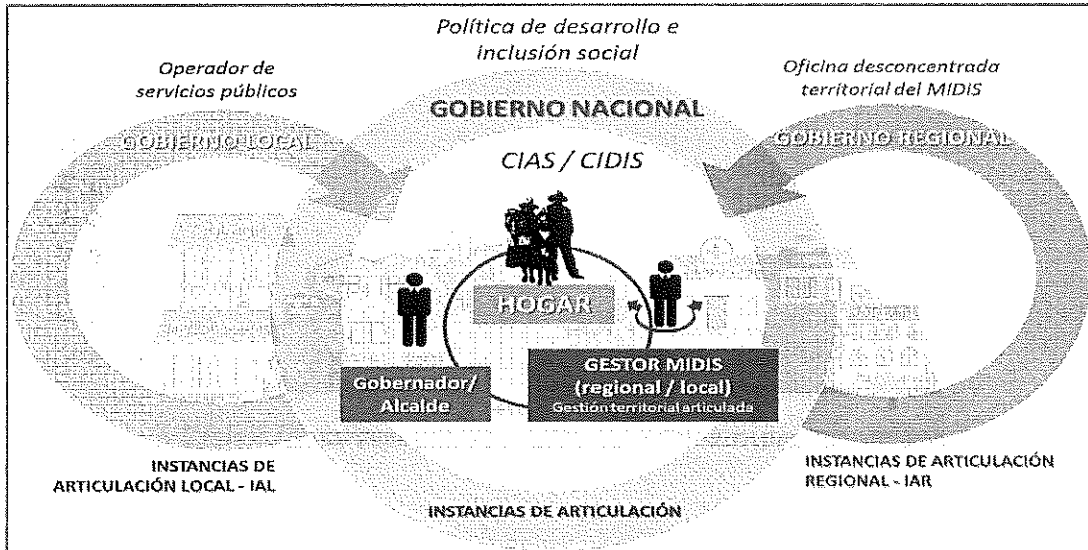 Política de desarrollo e
inclusión social
Operador de
servicios públicos
Oficina desconcentrada
territorial del MIDIS
GOBIERNO NACIONAL
GOBIERNO LOCAL
GOBIERNO REGIONAL
CIAS / CIDIS
HOGAR
Gobernador/
Alcalde
GESTOR MIDIS
(regional / local)
Gestión territorial articulada
INSTANCIAS DE
ARTICULACIÓN LOCAL - IAL
INSTANCIAS DE ARTICULACIÓN
REGIONAL - IAR
INSTANCIAS DE ARTICULACIÓN